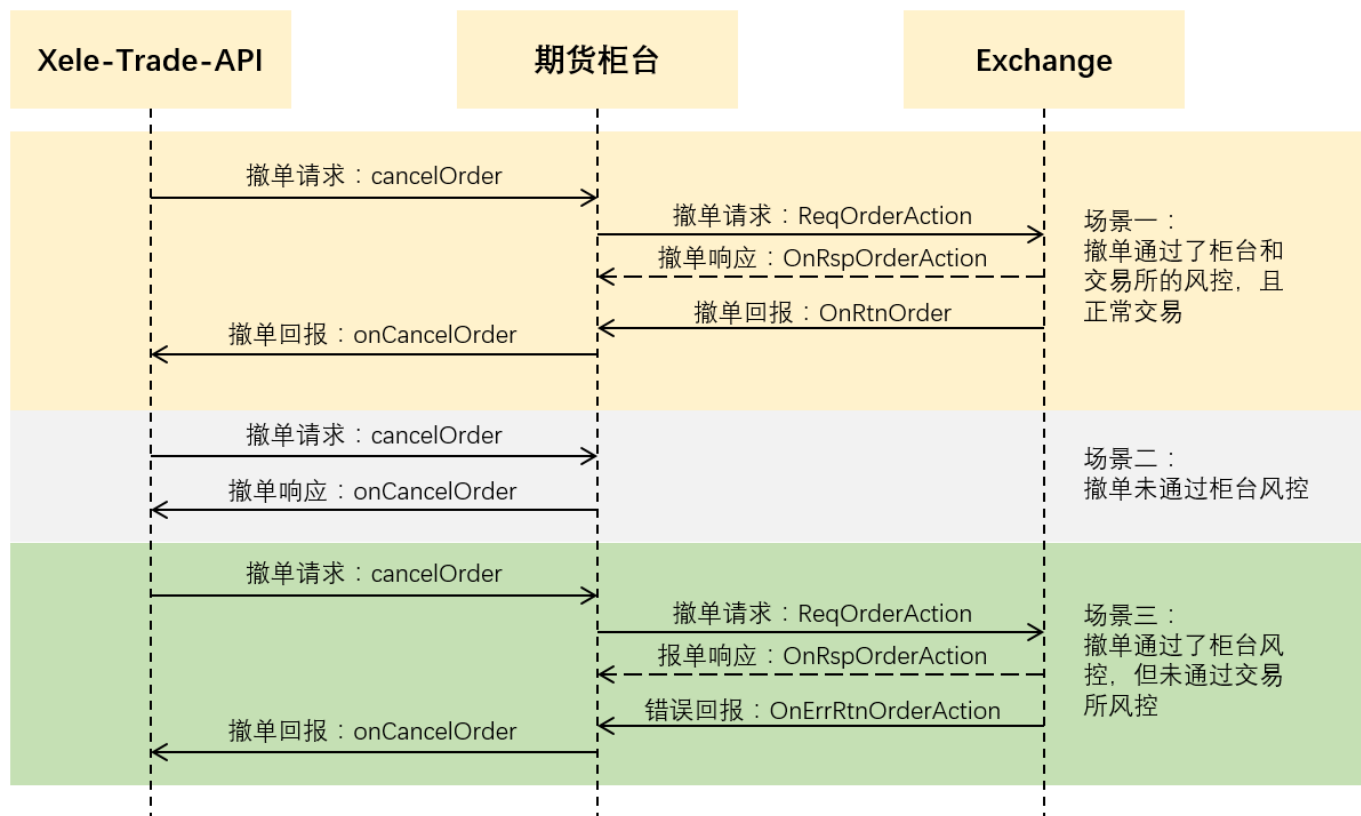 Xele-Trade-API
期货柜台
Exchange
撤单请求：cancelOrder
撤单请求：ReqOrderAction
撤单响应：OnRspOrderAction
撤单回报：OnRtnOrder
撤单回报：onCancelOrder
场景一：
撤单通过了柜台和
交易所的风控，且
正常交易
撤单请求：cancelOrder
撤单响应：onCancelOrder
场景二：
撤单未通过柜台风控
撤单请求：cancelOrder
撤单请求：ReqOrderAction
报单响应：OnRspOrderAction
错误回报：OnErrRtnOrderAction
撤单回报：onCancelOrder
场景三：
撤单通过了柜台风
控，但未通过交易
所风控